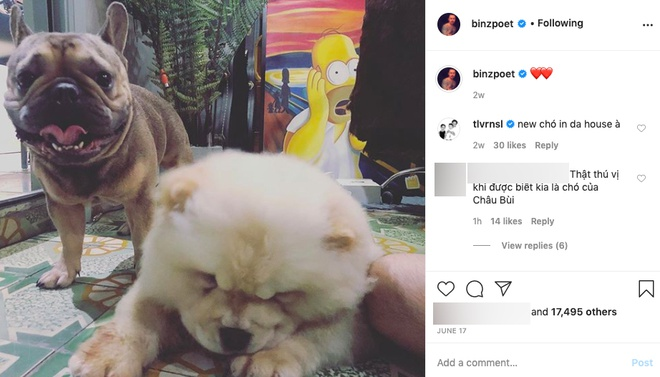 binzpoet • Following
binzpoet ❤️❤️
2w
tlvrnsl new chó in da house à
2w 30 likes Reply
Thật thú vị
khi được biết kia là chó của
Châu Bùi
1h 14 likes Reply
View replies (6)
and 17,495 others
JUNE 17
Add a comment...
Post